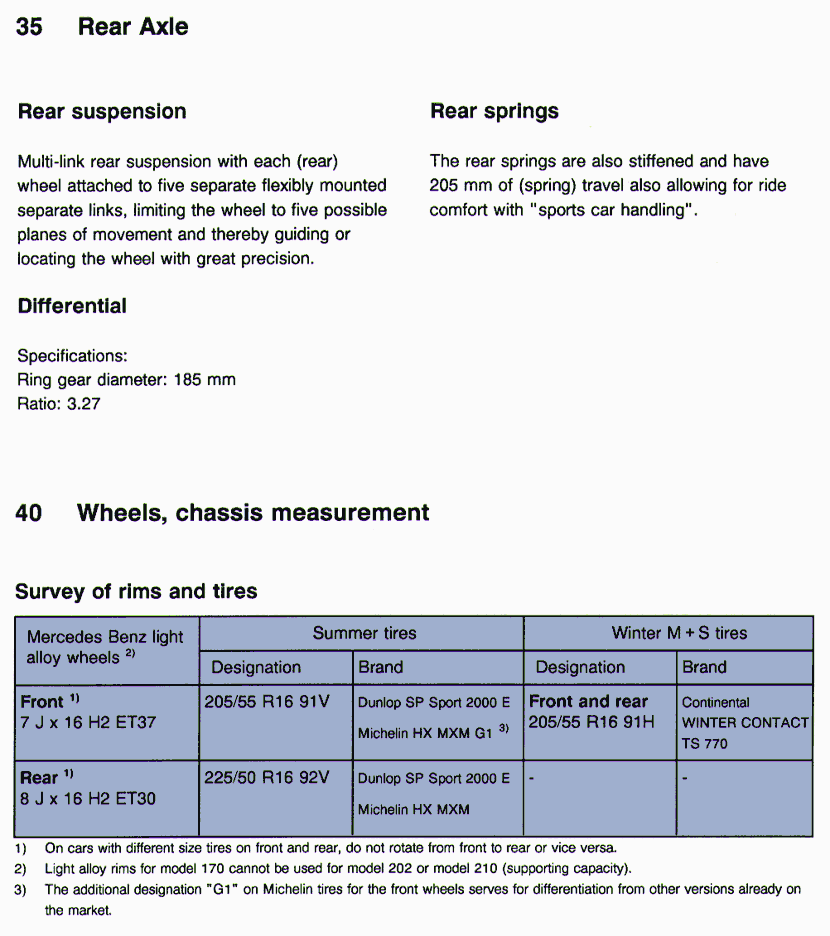 35 Rear Axle
Rear suspension
Multi-link rear suspension with each (rear)
wheel attached to five separate flexibly mounted
separate links, limiting the wheel to five possible
planes of movement and thereby guiding or
locating the wheel with great precision.
Differential
Specifications:
Ring gear diameter: 185 mm
Ratio: 3.27
Rear springs
The rear springs are also stiffened and have
205 mm of (spring) travel also allowing for ride
comfort with "sports car handling".
40 Wheels, chassis measurement
Survey of rims and tires
Mercedes Benz light
alloy wheels 2)
Summer tires
Winter M + S tires
Designation
Brand
Designation
Brand
Front 1)
7 J x 16 H2 ET37
205/55 R16 91V
Dunlop SP Sport 2000 E
Michelin HX MXM G1 3)
Front and rear
205/55 R16 91H
Continental
WINTER CONTACT
TS 770
Rear 1)
8 J x 16 H2 ET30
225/50 R16 92V
Dunlop SP Sport 2000 E
Michelin HX MXM
-
-
1) On cars with different size tires on front and rear, do not rotate from front to rear or vice versa.
2) Light alloy rims for model 170 cannot be used for model 202 or model 210 (supporting capacity).
3) The additional designation "G1" on Michelin tires for the front wheels serves for differentiation from other versions already on
the market.